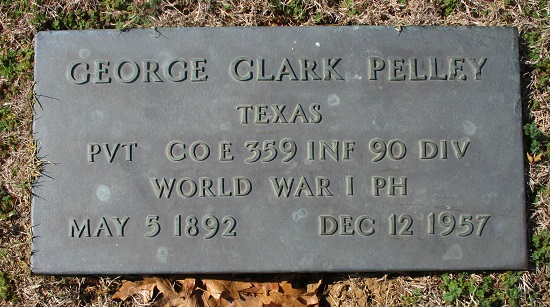 GEORGE CLARK PELLEY
TEXAS
PVT CO E 359 INF 90 DIV
WORLD WAR I PH
MAY 5 1892 DEC 12 1957